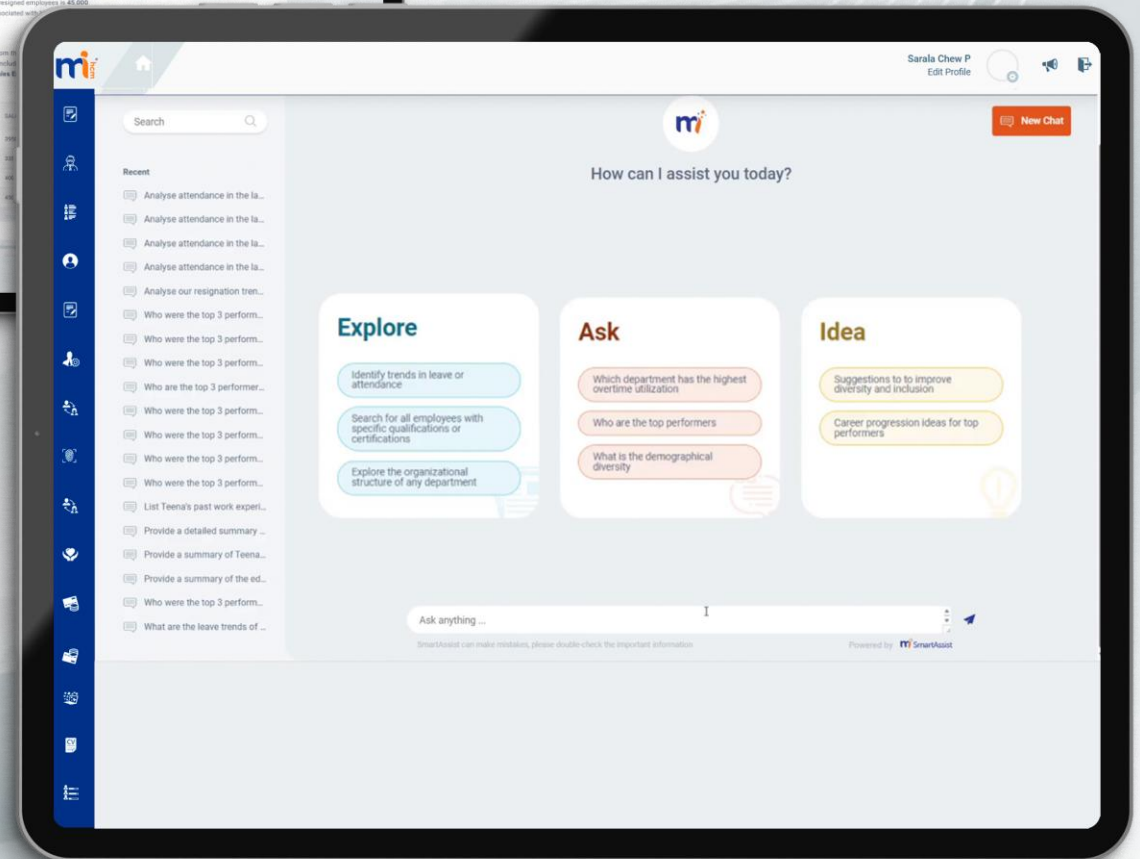 resigned employees is 45,000
mi
Sarala Chew P
Edit Profile
Search
mi
New Chat
How can I assist you today?
Recent
Analyse attendance in the la...
Analyse attendance in the la...
Analyse attendance in the la...
Analyse attendance in the la...
Analyse our resignation tren...
Who were the top 3 perform...
Who were the top 3 perform...
Who were the top 3 perform...
Who are the top 3 performer...
Who were the top 3 perform...
Who were the top 3 perform...
Who were the top 3 perform...
Who were the top 3 perform...
List Teena's past work experi...
Provide a detailed summary ...
Provide a summary of Teena...
Provide a summary of the ed...
Who were the top 3 perform...
What are the leave trends of ...
Explore
Identify trends in leave or
attendance
Search for all employees with
specific qualifications or
certifications
Explore the organizational
structure of any department
Ask
Which department has the highest
overtime utilization
Who are the top performers
What is the demographical
diversity
Idea
Suggestions to to improve
diversity and inclusion
Career progression ideas for top
performers
Ask anything ...
SmartAssist can make mistakes, please double-check the important information.
Powered by mi SmartAssist
CV